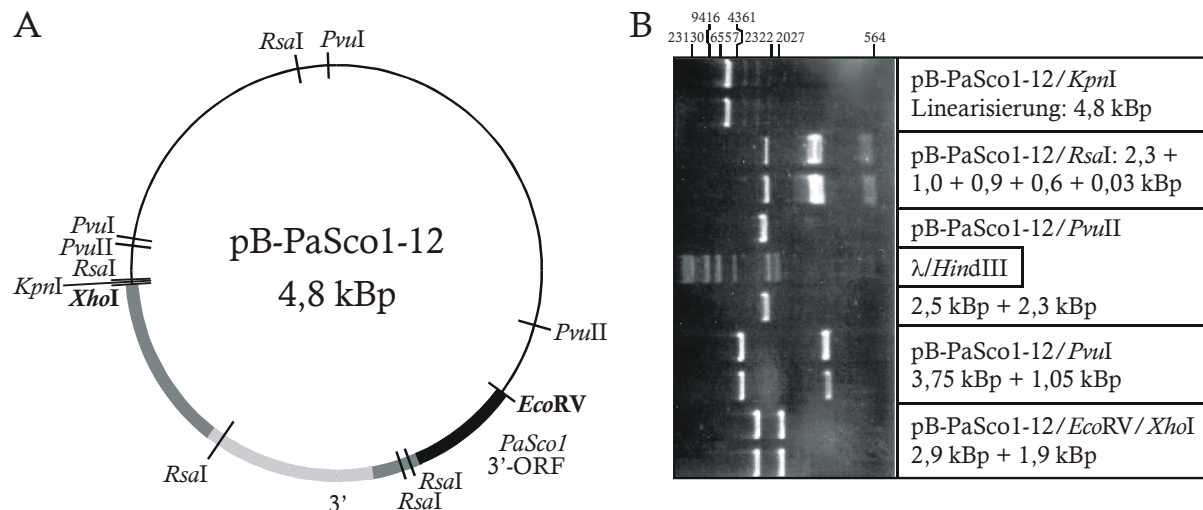 A
RsaI PvuI
PvuI
PvuII
RsaI
KpnI
XhoI
pB-PaSco1-12
4,8 kBp
PvuII
EcoRV
PaSco1
3'-ORF
RsaI
RsaI
RsaI
3'
B
9416 4361
23130 6557 2322 2027 564
pB-PaSco1-12/KpnI
Linearisierung: 4,8 kBp
pB-PaSco1-12/RsaI: 2,3 +
1,0 + 0,9 + 0,6 + 0,03 kBp
pB-PaSco1-12/PvuII
λ/HindIII
2,5 kBp + 2,3 kBp
pB-PaSco1-12/PvuI
3,75 kBp + 1,05 kBp
pB-PaSco1-12/EcoRV/XhoI
2,9 kBp + 1,9 kBp